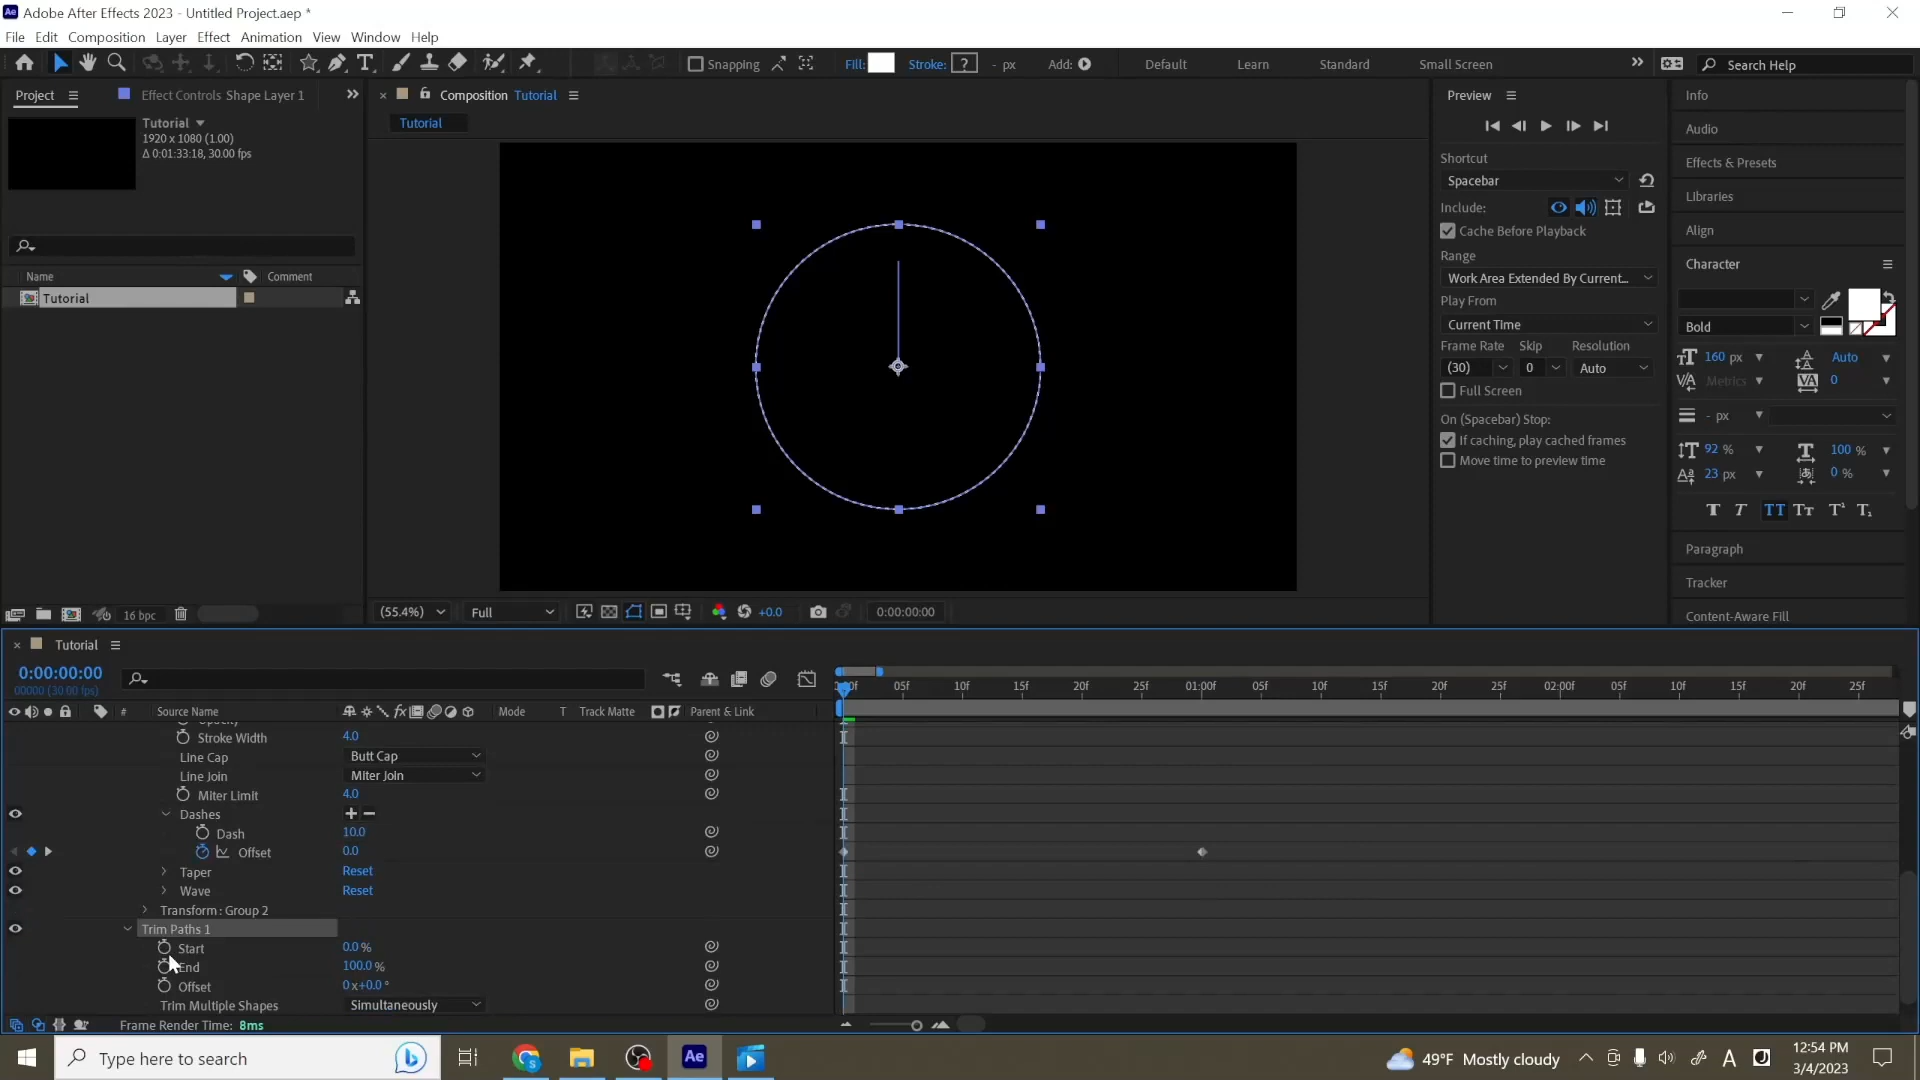 Adobe After Effects 2023 - Untitled Project.aep *
File Edit Composition Layer Effect Animation View Window Help
Snapping Fill: Stroke: ? - px Add: Default Learn Standard Small Screen Search Help
Project Effect Controls Shape Layer 1 Composition Tutorial Preview Info
Tutorial
1920 x 1080 (1.00)
Δ 0:01:33:18, 30.00 fps
Tutorial
Name Comment
Tutorial
16 bpc
(55.4%) Full +0.0 0:00:00:00
Shortcut
Spacebar
Include:
Cache Before Playback
Range
Work Area Extended By Current...
Play From
Current Time
Frame Rate Skip Resolution
(30) 0 Auto
Full Screen
On (Spacebar) Stop:
If caching, play cached frames
Move time to preview time
Audio
Effects & Presets
Libraries
Align
Character
Bold
160 px Auto
Metrics 0
- px
92 % 100 %
23 px 0 %
T T TT Tt T¹ T₁
Paragraph
Tracker
Content-Aware Fill
Tutorial
0:00:00:00
00000 (30.00 fps)
05f 10f 15f 20f 25f 01:00f 05f 10f 15f 20f 25f 02:00f 05f 10f 15f 20f 25f
# Source Name Mode T Track Matte Parent & Link
Opacity
Stroke Width 4.0
Line Cap Butt Cap
Line Join Miter Join
Miter Limit 4.0
Dashes + −
Dash 10.0
Offset 0.0
Taper Reset
Wave Reset
Transform: Group 2
Trim Paths 1
Start 0.0 %
End 100.0 %
Offset 0 x+0.0 °
Trim Multiple Shapes Simultaneously
Frame Render Time: 8ms
Type here to search
Ae
49°F Mostly cloudy
A
12:54 PM
3/4/2023